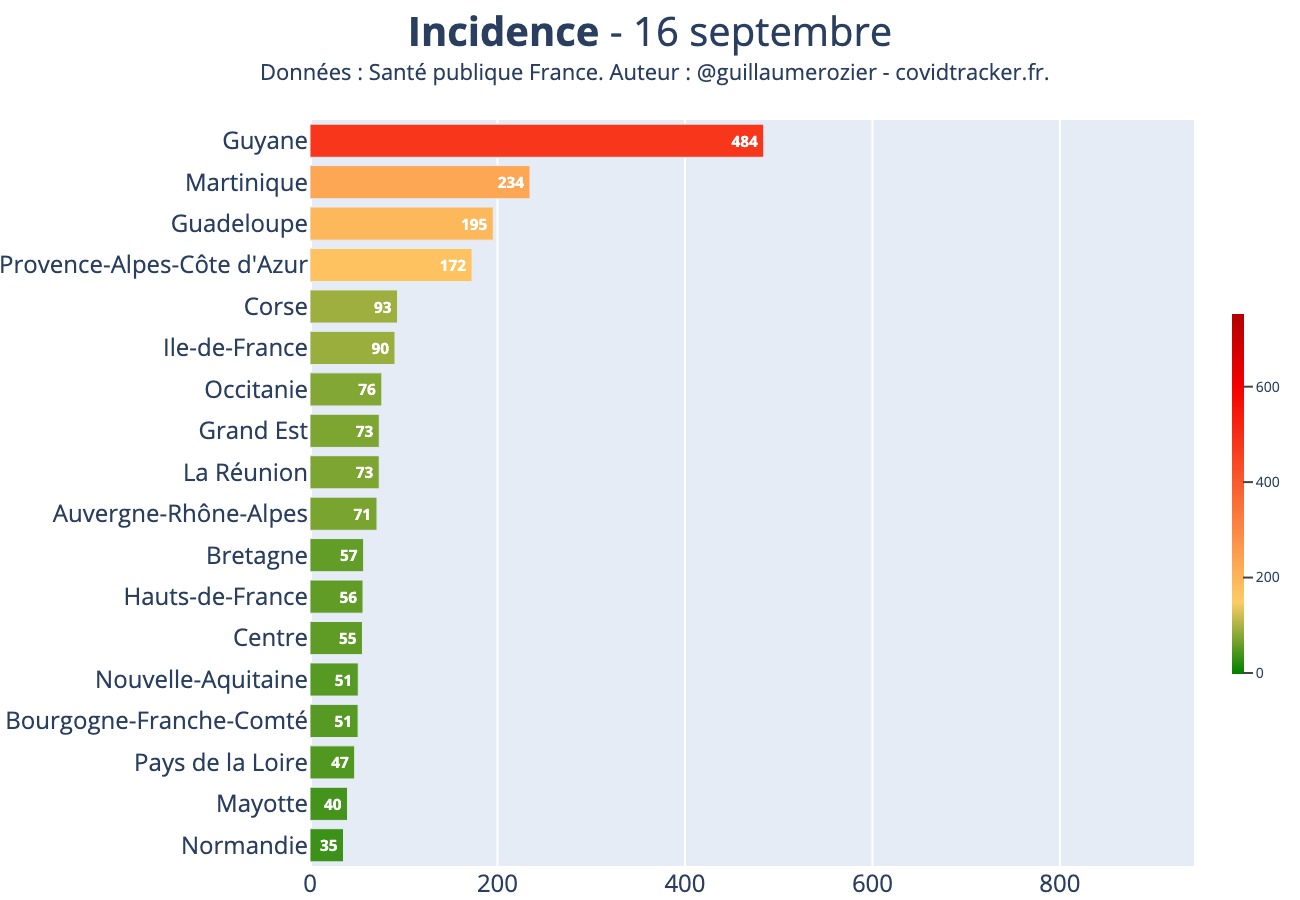 Incidence - 16 septembre
Données : Santé publique France. Auteur : @guillaumerozier - covidtracker.fr.
Guyane 484
Martinique 234
Guadeloupe 195
Provence-Alpes-Côte d'Azur 172
Corse 93
Ile-de-France 90
Occitanie 76
Grand Est 73
La Réunion 73
Auvergne-Rhône-Alpes 71
Bretagne 57
Hauts-de-France 56
Centre 55
Nouvelle-Aquitaine 51
Bourgogne-Franche-Comté 51
Pays de la Loire 47
Mayotte 40
Normandie 35
0 200 400 600 800
600
400
200
0